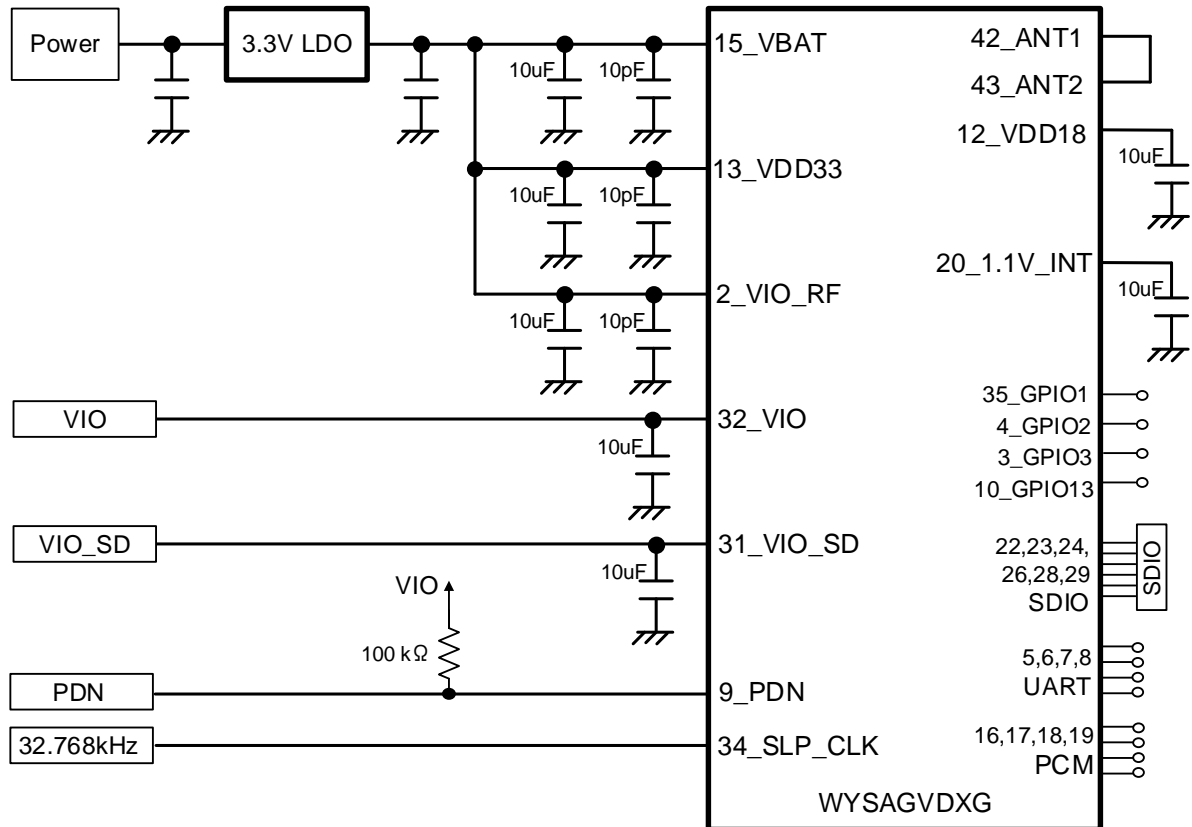 Power
3.3V LDO
15_VBAT
42_ANT1
10uF
10pF
43_ANT2
12_VDD18
10uF
13_VDD33
10uF
10pF
20_1.1V_INT
2_VIO_RF
10uF
10uF
10pF
35_GPIO1
VIO
32_VIO
4_GPIO2
10uF
3_GPIO3
10_GPIO13
VIO_SD
31_VIO_SD
22,23,24,
SDIO
10uF
26,28,29
VIO
SDIO
100 kΩ
5,6,7,8
PDN
9_PDN
UART
32.768kHz
34_SLP_CLK
16,17,18,19
PCM
WYSAGVDXG